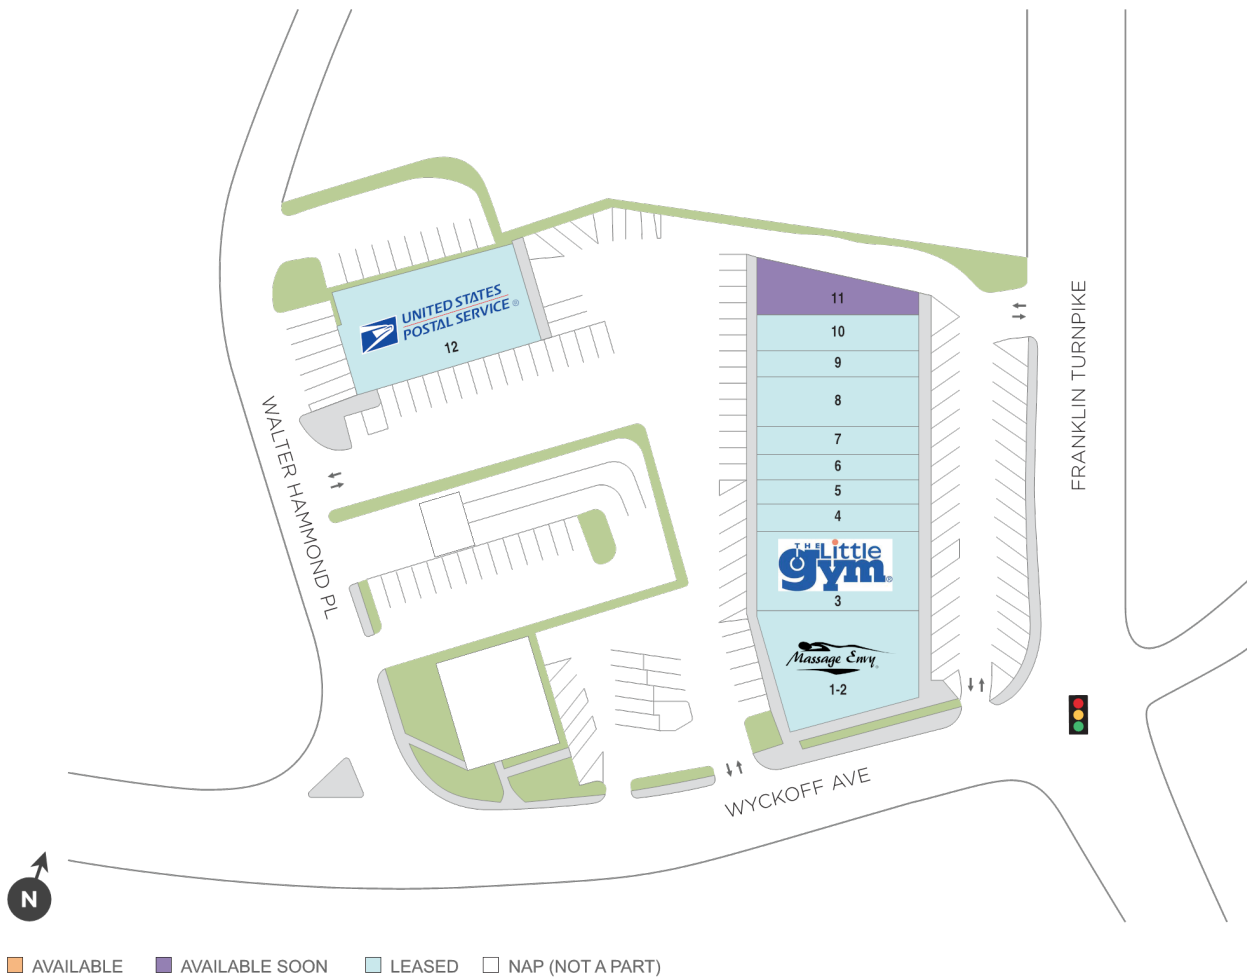 UNITED STATES
POSTAL SERVICE ®
12
11
10
9
8
7
6
5
4
THE
Little
gym ®
3
Massage Envy
1-2
FRANKLIN TURNPIKE
WALTER HAMMOND PL
WYCKOFF AVE
N
AVAILABLE
AVAILABLE SOON
LEASED
NAP (NOT A PART)